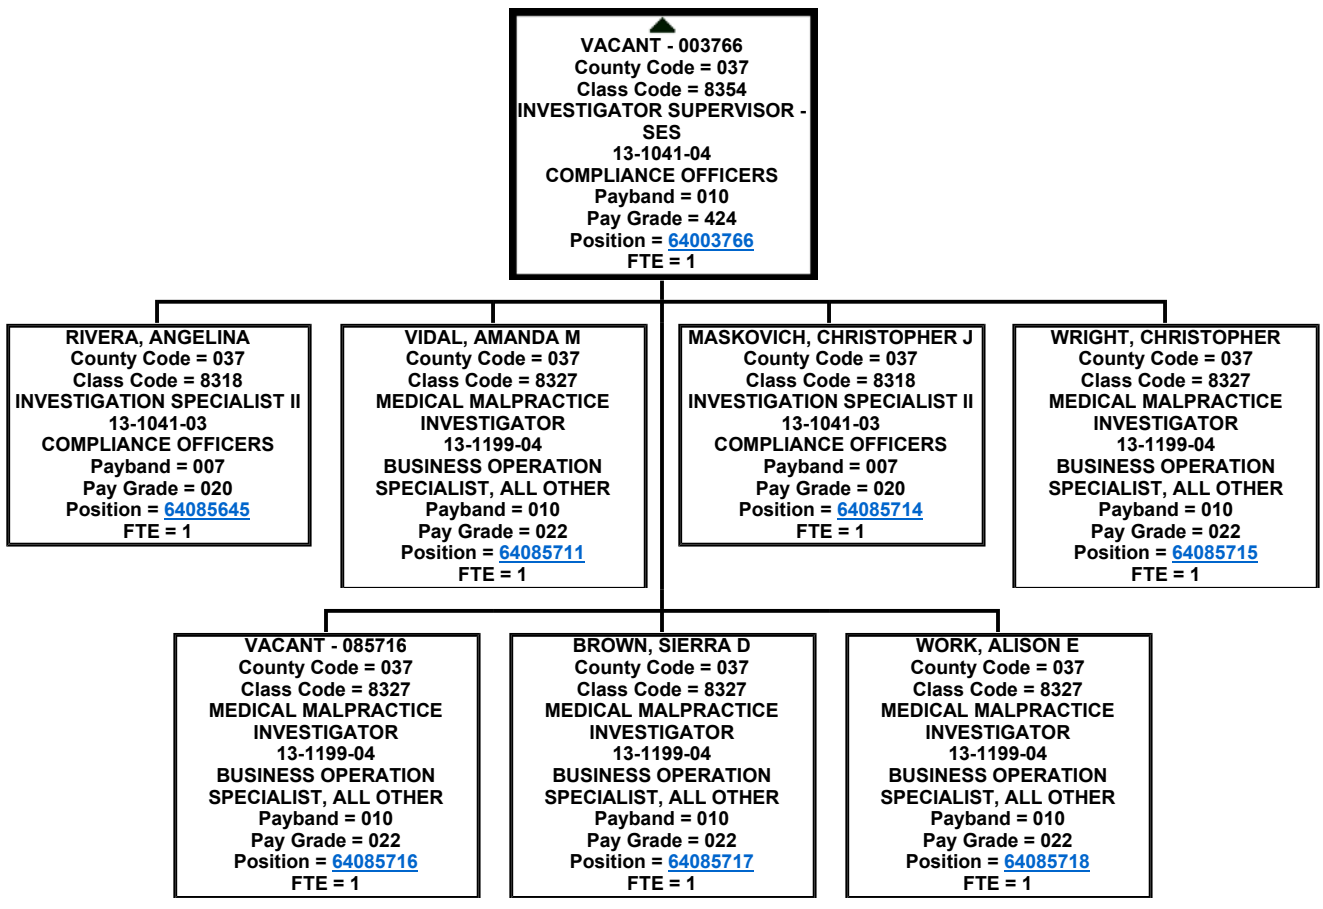 VACANT - 003766
County Code = 037
Class Code = 8354
INVESTIGATOR SUPERVISOR -
SES
13-1041-04
COMPLIANCE OFFICERS
Payband = 010
Pay Grade = 424
Position = 64003766
FTE = 1
RIVERA, ANGELINA
County Code = 037
Class Code = 8318
INVESTIGATION SPECIALIST II
13-1041-03
COMPLIANCE OFFICERS
Payband = 007
Pay Grade = 020
Position = 64085645
FTE = 1
VIDAL, AMANDA M
County Code = 037
Class Code = 8327
MEDICAL MALPRACTICE
INVESTIGATOR
13-1199-04
BUSINESS OPERATION
SPECIALIST, ALL OTHER
Payband = 010
Pay Grade = 022
Position = 64085711
FTE = 1
MASKOVICH, CHRISTOPHER J
County Code = 037
Class Code = 8318
INVESTIGATION SPECIALIST II
13-1041-03
COMPLIANCE OFFICERS
Payband = 007
Pay Grade = 020
Position = 64085714
FTE = 1
WRIGHT, CHRISTOPHER
County Code = 037
Class Code = 8327
MEDICAL MALPRACTICE
INVESTIGATOR
13-1199-04
BUSINESS OPERATION
SPECIALIST, ALL OTHER
Payband = 010
Pay Grade = 022
Position = 64085715
FTE = 1
VACANT - 085716
County Code = 037
Class Code = 8327
MEDICAL MALPRACTICE
INVESTIGATOR
13-1199-04
BUSINESS OPERATION
SPECIALIST, ALL OTHER
Payband = 010
Pay Grade = 022
Position = 64085716
FTE = 1
BROWN, SIERRA D
County Code = 037
Class Code = 8327
MEDICAL MALPRACTICE
INVESTIGATOR
13-1199-04
BUSINESS OPERATION
SPECIALIST, ALL OTHER
Payband = 010
Pay Grade = 022
Position = 64085717
FTE = 1
WORK, ALISON E
County Code = 037
Class Code = 8327
MEDICAL MALPRACTICE
INVESTIGATOR
13-1199-04
BUSINESS OPERATION
SPECIALIST, ALL OTHER
Payband = 010
Pay Grade = 022
Position = 64085718
FTE = 1